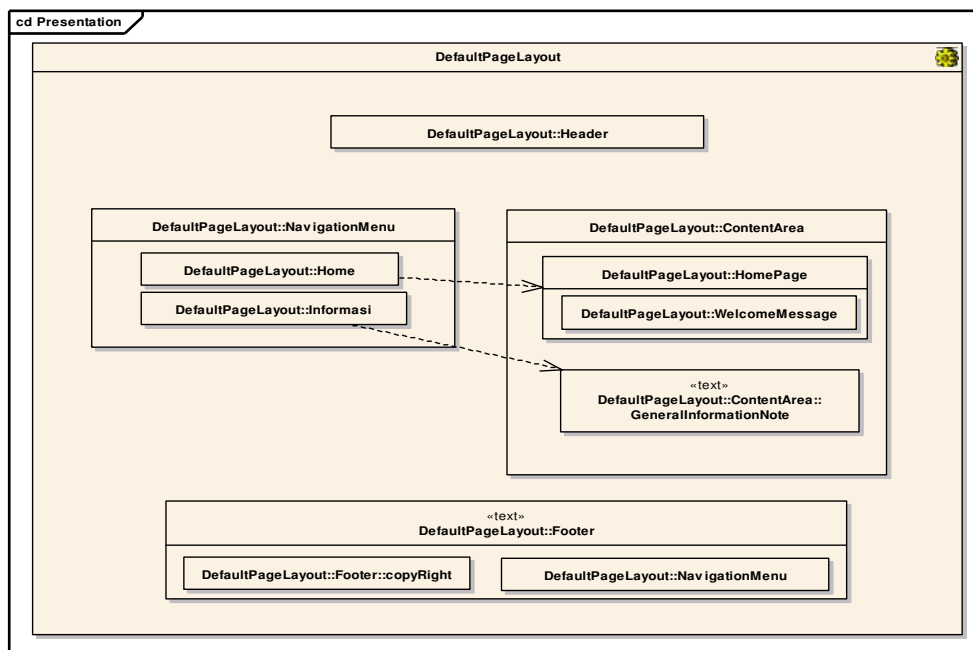 cd Presentation
DefaultPageLayout
DefaultPageLayout::Header
DefaultPageLayout::NavigationMenu
DefaultPageLayout::Home
DefaultPageLayout::Informasi
DefaultPageLayout::ContentArea
DefaultPageLayout::HomePage
DefaultPageLayout::WelcomeMessage
«text»
DefaultPageLayout::ContentArea::
GeneralInformationNote
«text»
DefaultPageLayout::Footer
DefaultPageLayout::Footer::copyRight
DefaultPageLayout::NavigationMenu